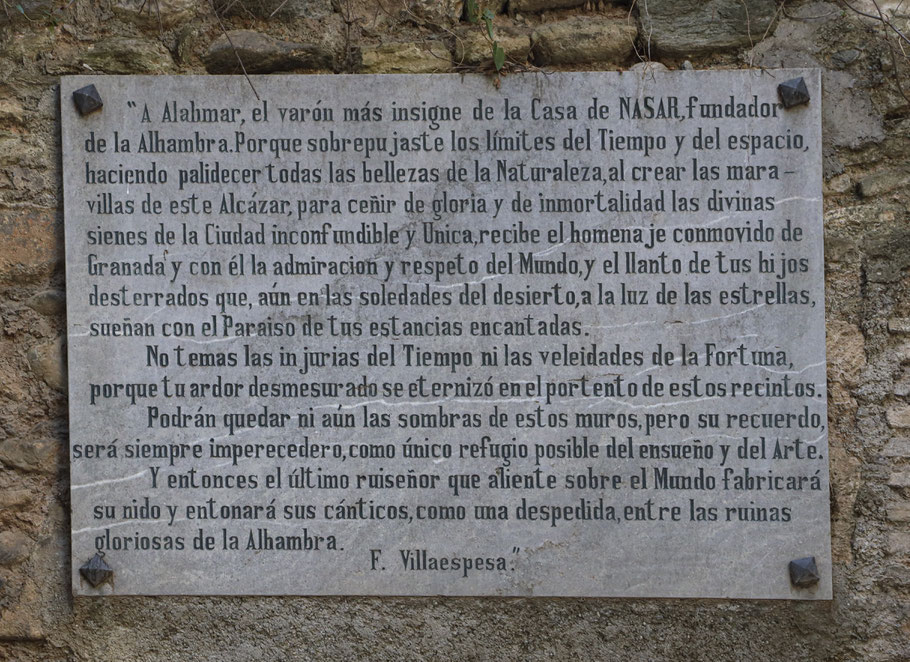 “A Alahmar, el varón más insigne de la Casa de NASAR, fundador
de la Alhambra. Porque sobrepujaste los límites del Tiempo y del espacio,
haciendo palidecer todas las bellezas de la Naturaleza, al crear las mara-
villas de este Alcázar, para ceñir de gloria y de inmortalidad las divinas
sienes de la Ciudad inconfundible y Unica, recibe el homenaje conmovido de
Granada y con él la admiracion y respeto del Mundo, y el llanto de tus hijos
desterrados que, aún en las soledades del desierto, a la luz de las estrellas,
sueñan con el Paraiso de tus estancias encantadas.
No temas las injurias del Tiempo ni las veleidades de la Fortuna,
porque tu ardor desmesurado se eternizó en el portento de estos recintos.
Podrán quedar ni aún las sombras de estos muros, pero su recuerdo,
será siempre imperecedero, como único refugio posible del ensueño y del Arte.
Y entonces el último ruiseñor que aliente sobre el Mundo fabricará
su nido y entonará sus cánticos, como una despedida, entre las ruinas
gloriosas de la Alhambra.
F. Villaespesa.”